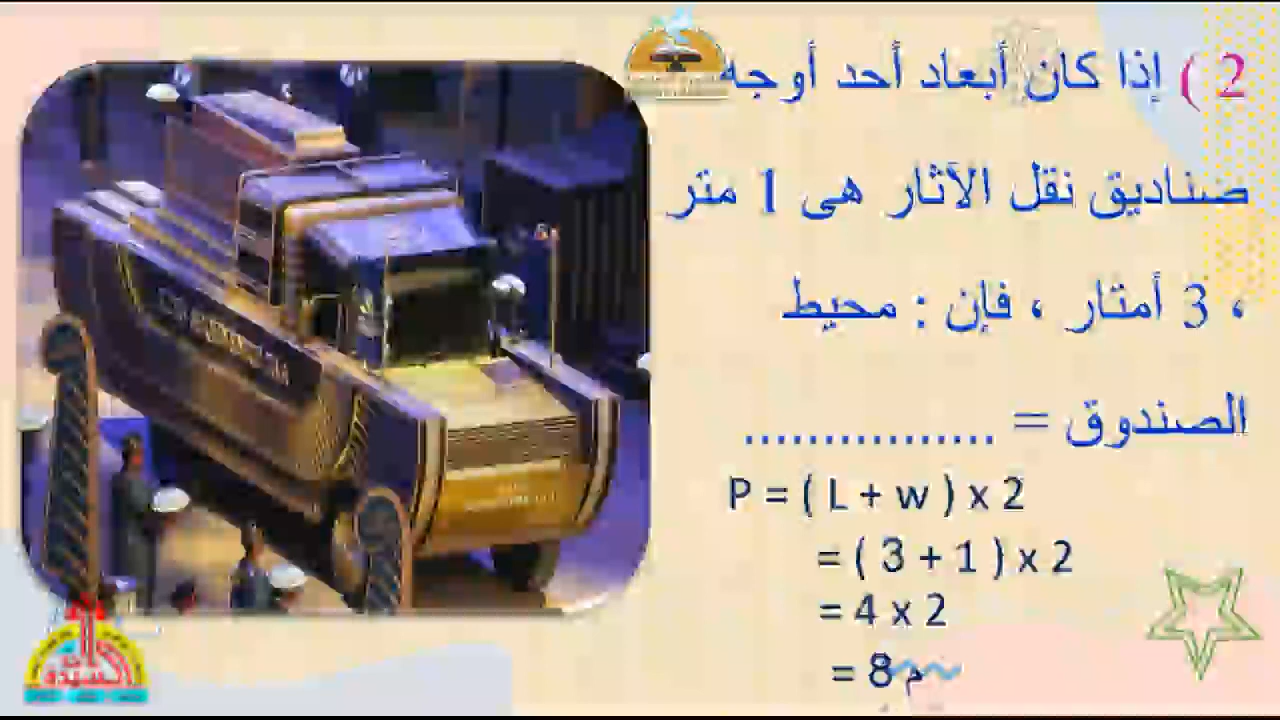 2 ) إذا كان أبعاد أحد أوجه
صناديق نقل الآثار هى 1 متر
، 3 أمتار ، فإن : محيط
الصندوق = ................
P = ( L + w ) x 2
= ( 3 + 1 ) x 2
= 4 x 2
= 8 م